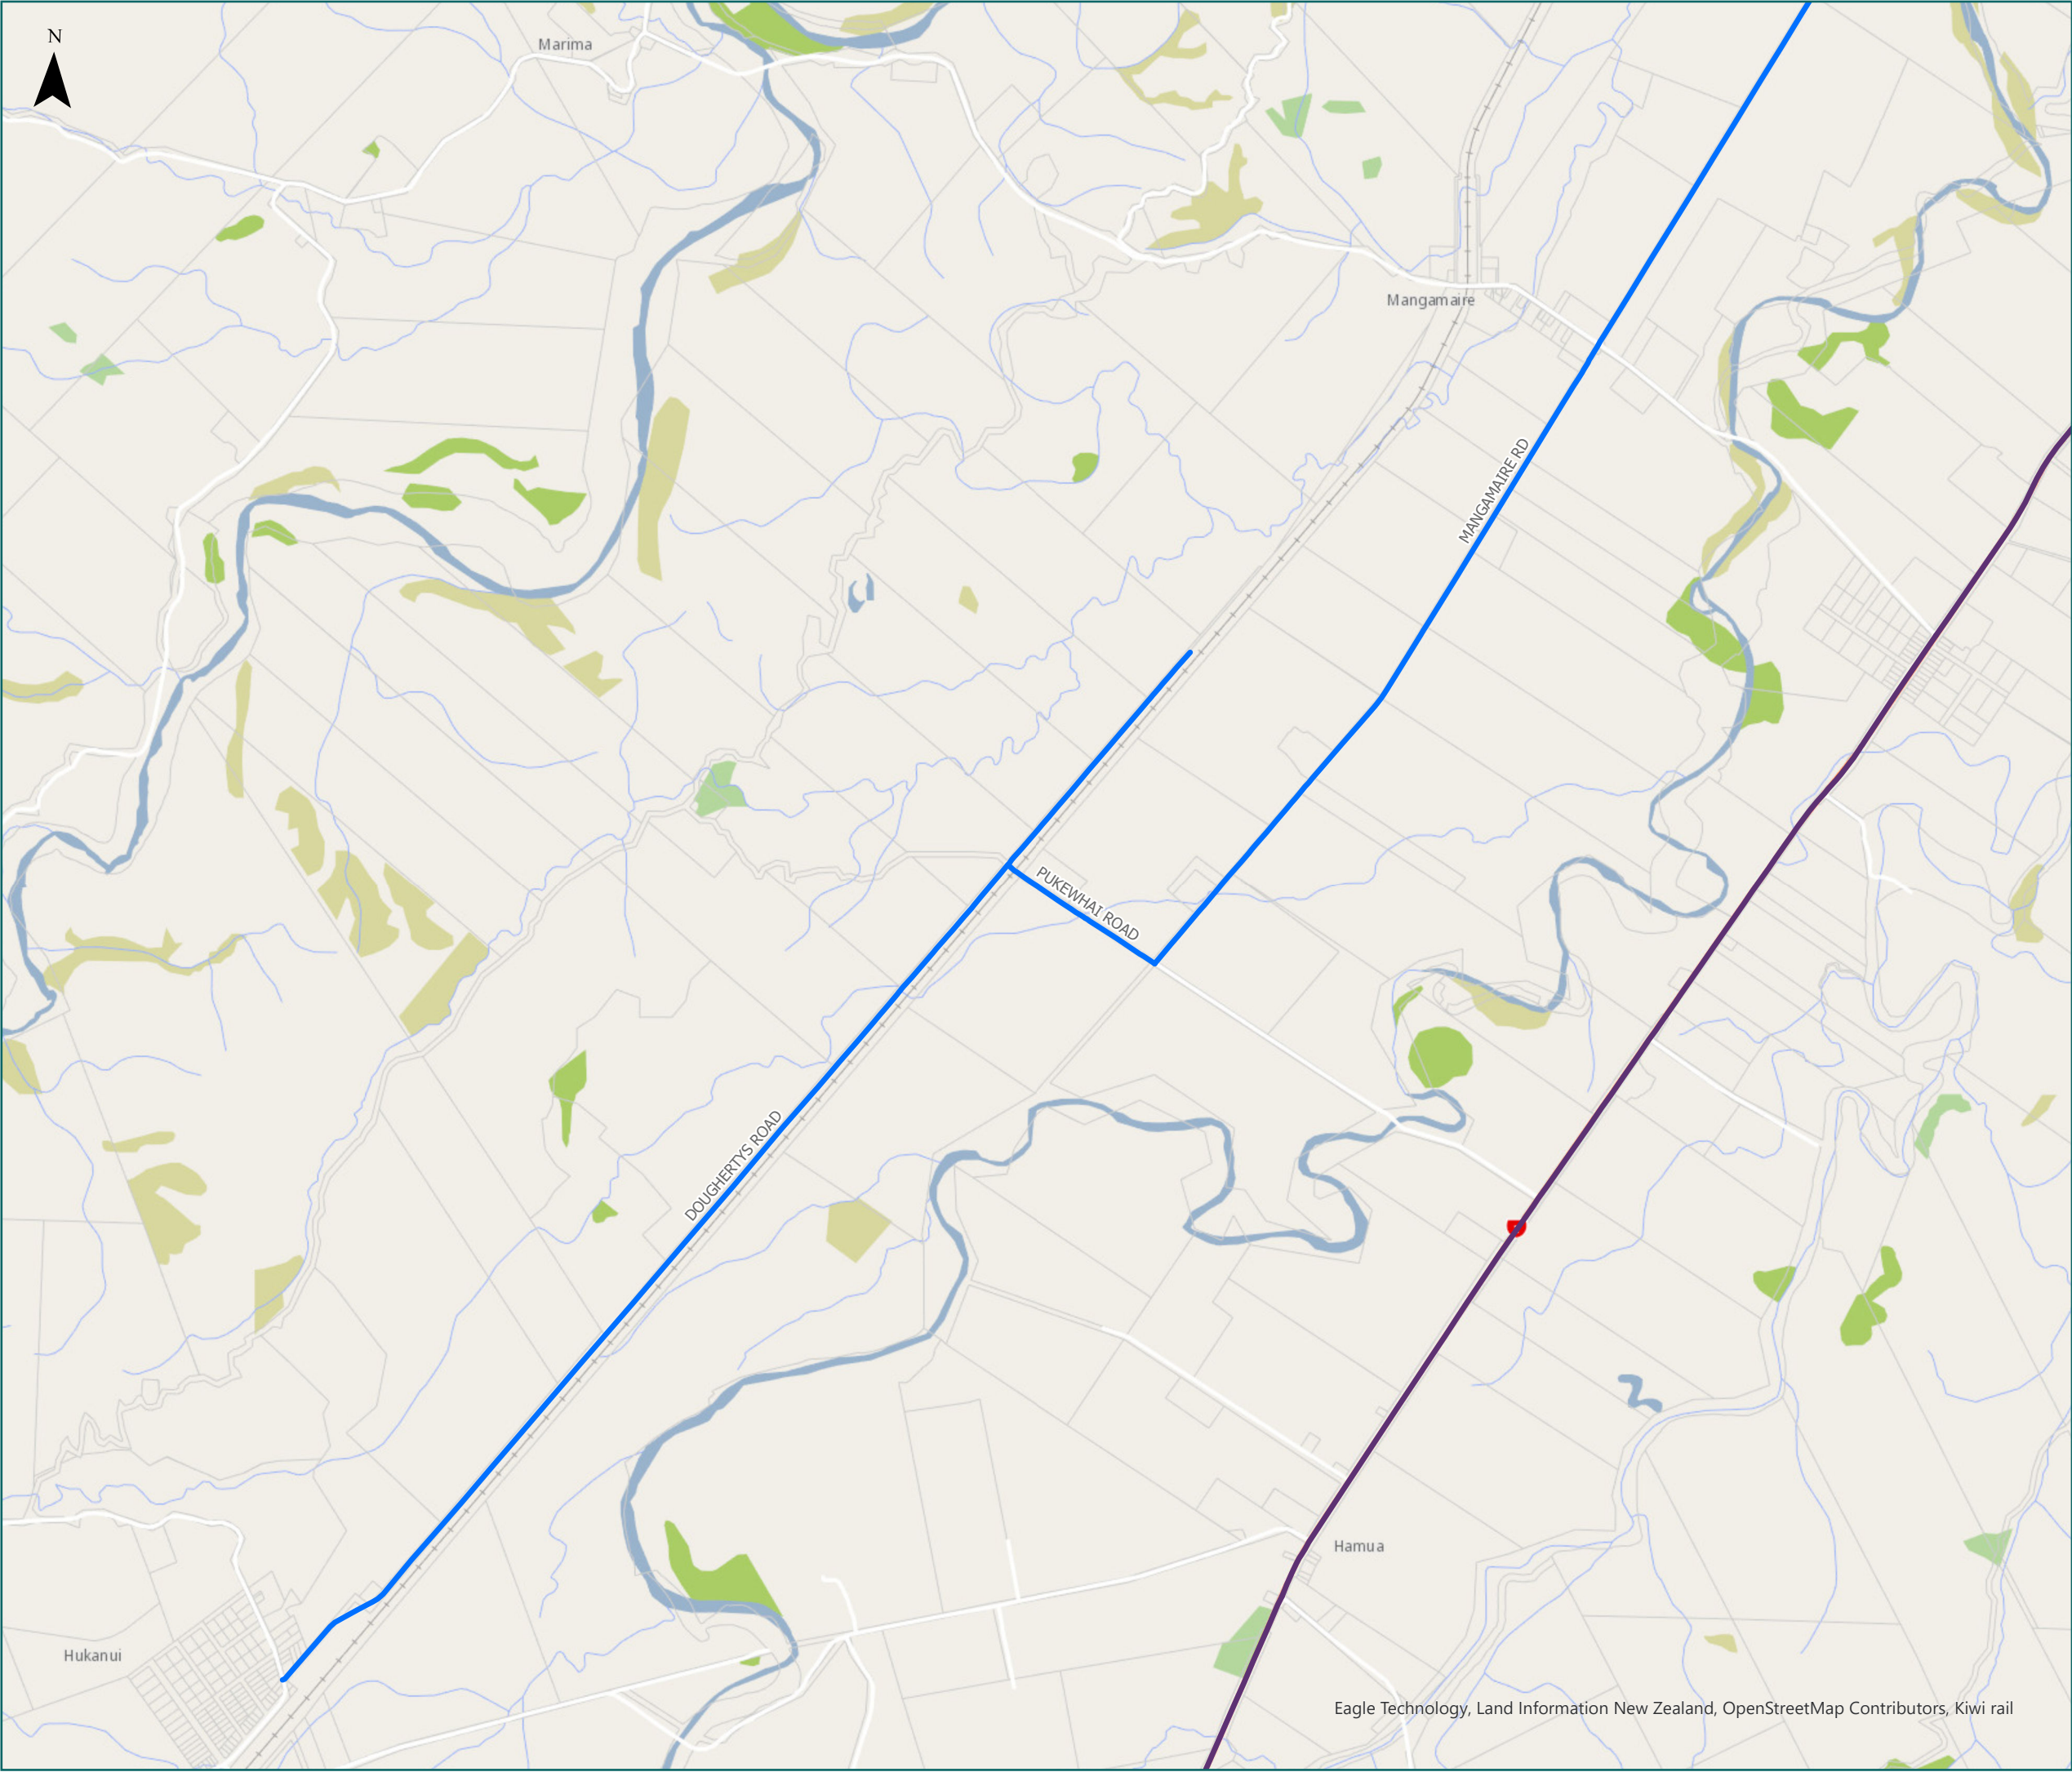 N
Marima
Mangamaire
MANGAMAIRE RD
PUKEWHAI ROAD
DOUGHERTYS ROAD
Hamua
Hukanui
Eagle Technology, Land Information New Zealand, OpenStreetMap Contributors, Kiwi rail